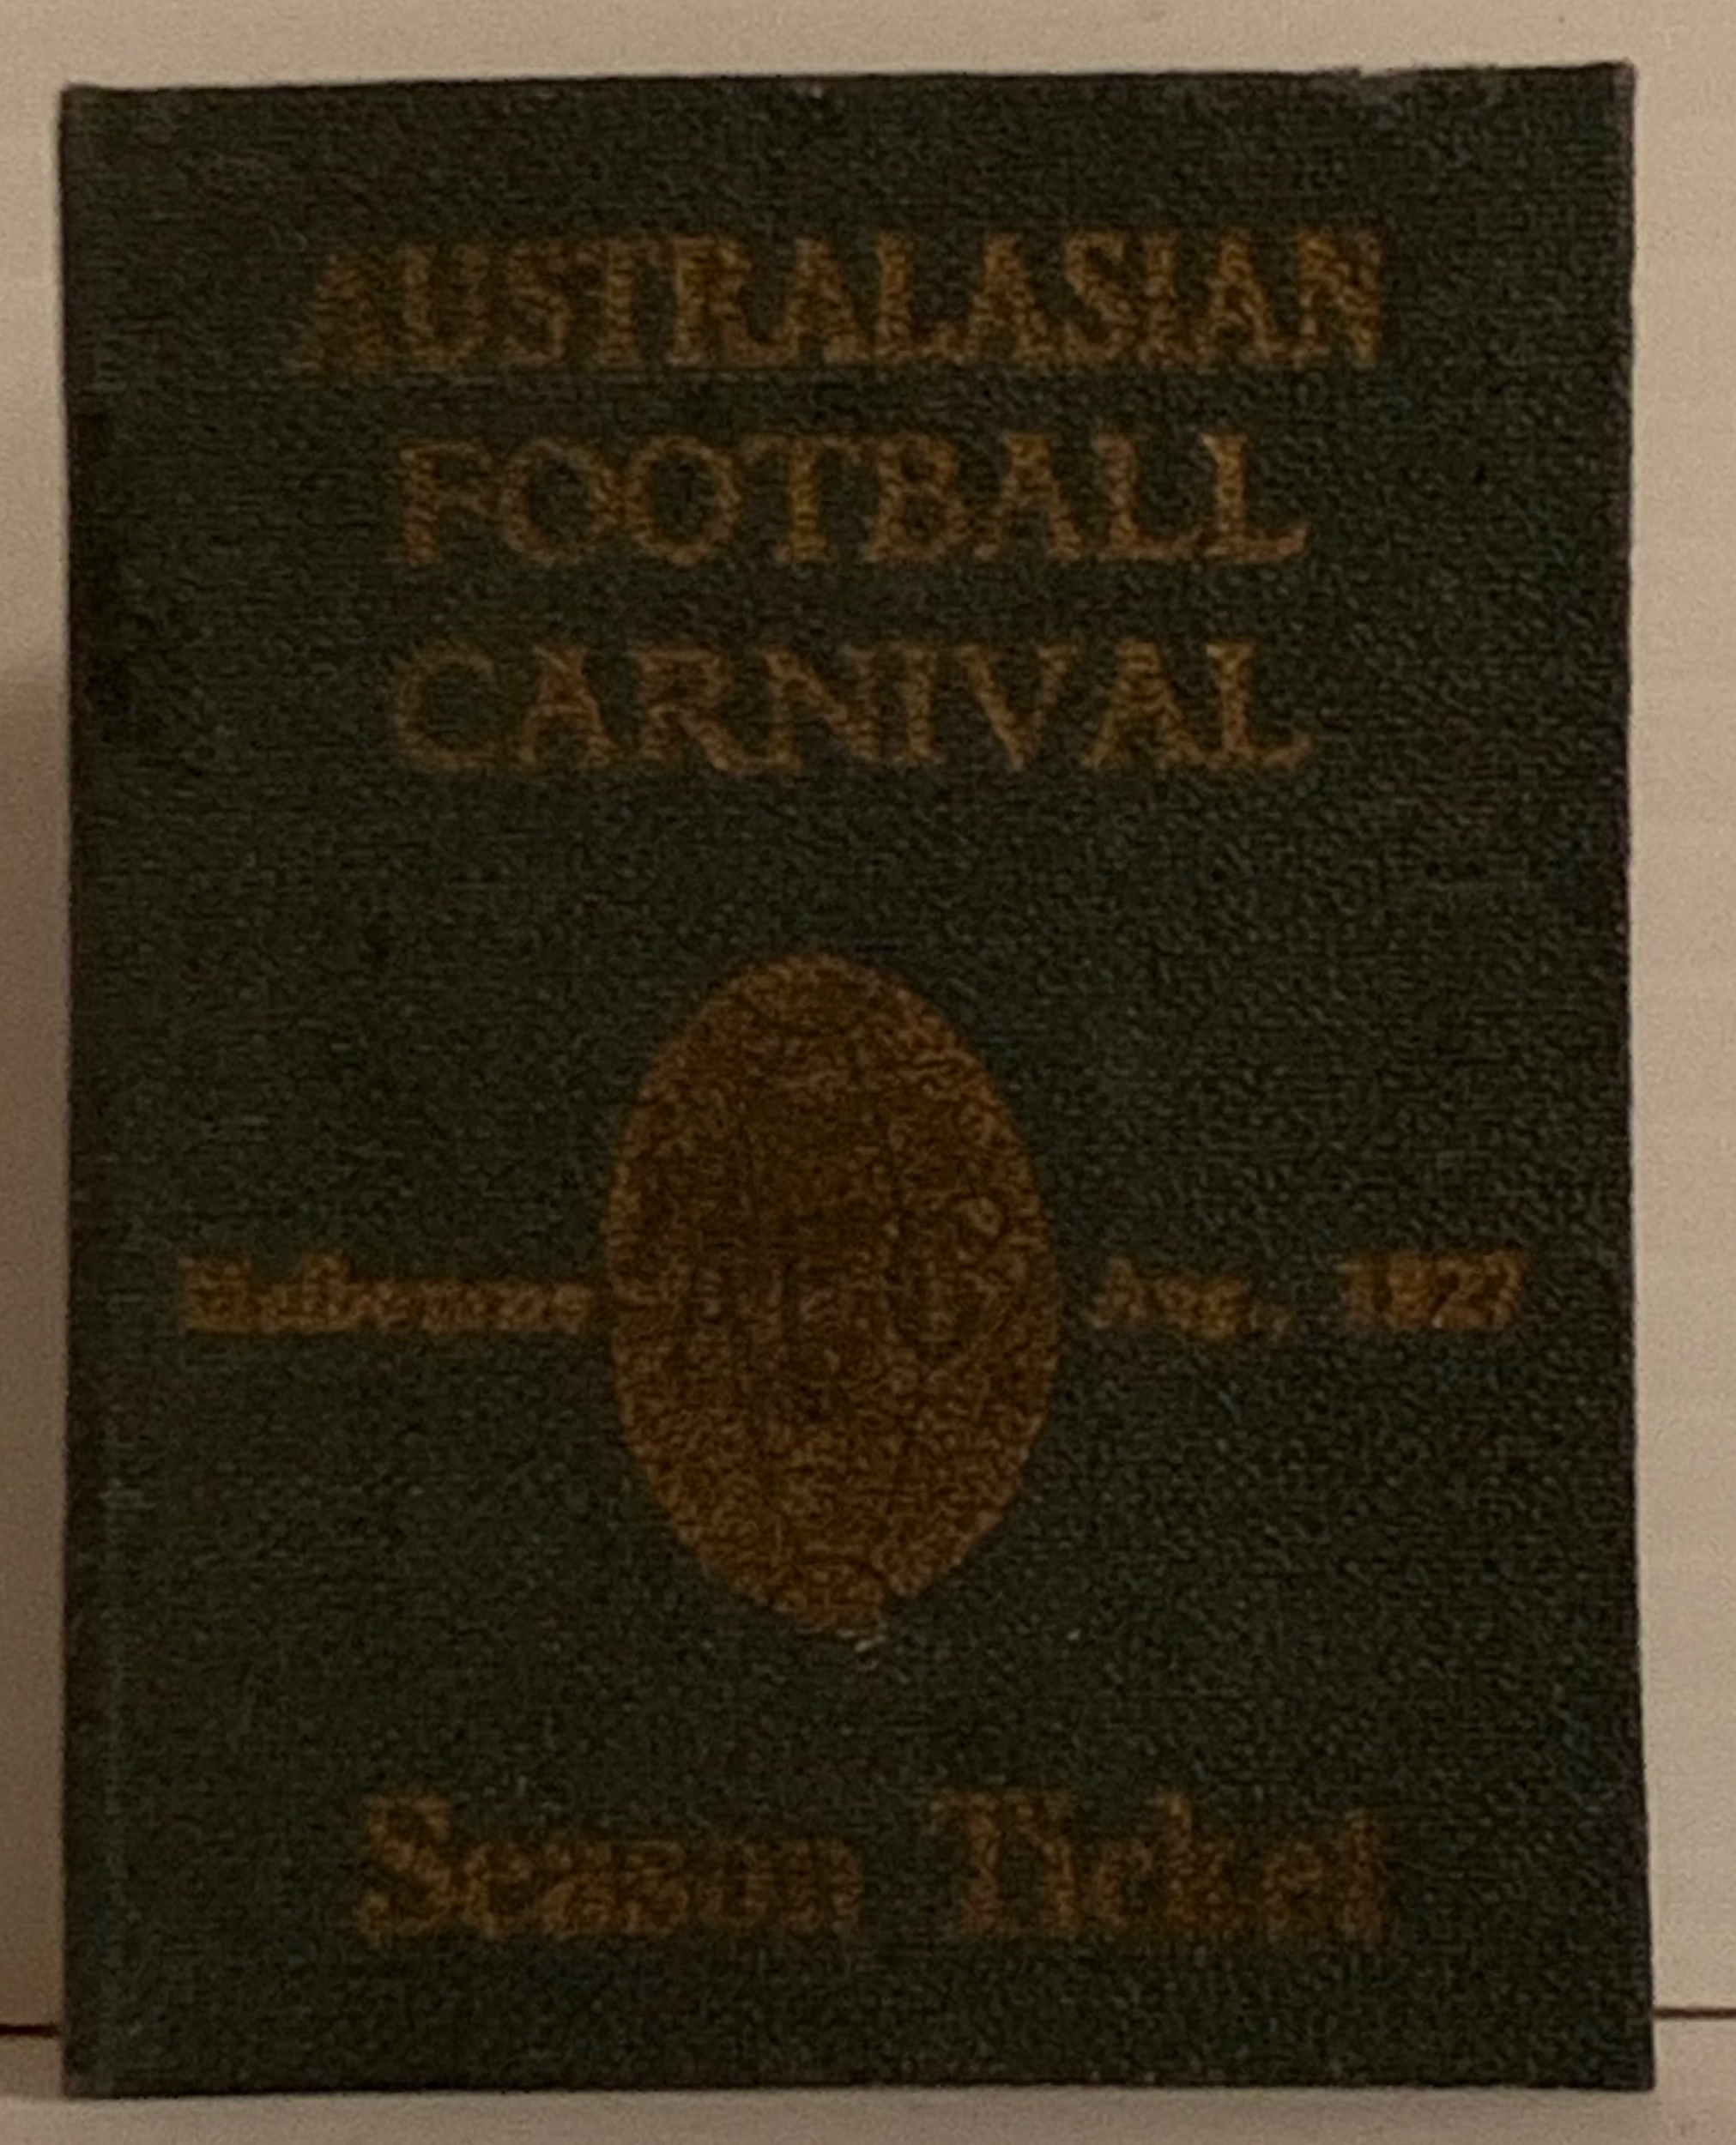 AUSTRALASIAN
FOOTBALL
CARNIVAL
Melbourne Aug., 1927
Season Ticket